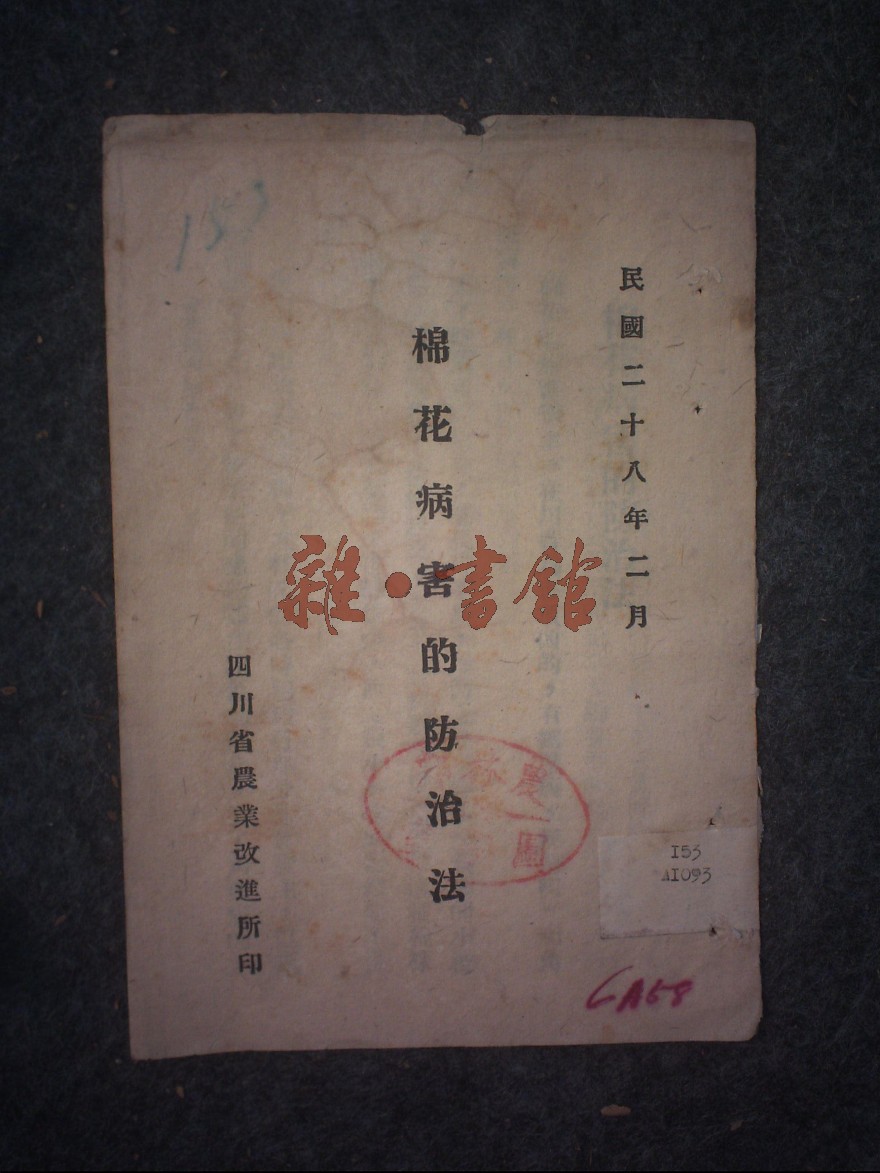 民國二十八年二月
棉花病害的防治法
四川省農業改進所印
雜·書館
153
I53
AI093
CA58